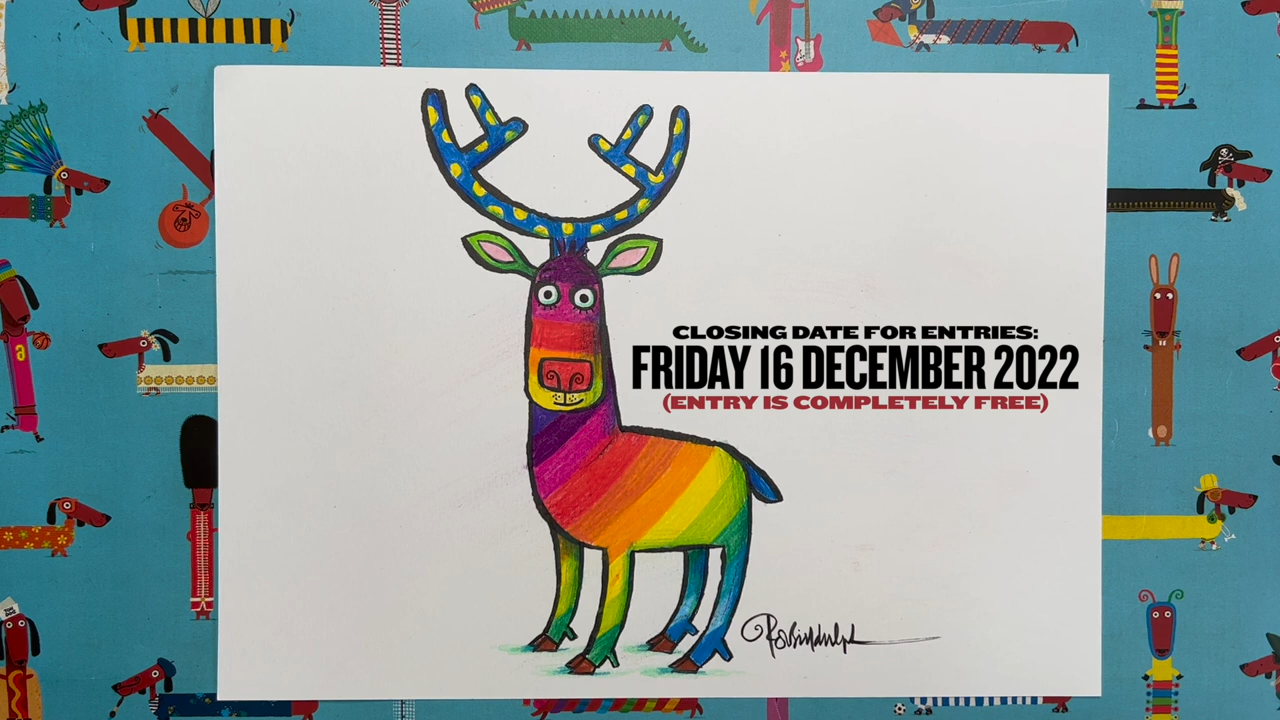 CLOSING DATE FOR ENTRIES:
FRIDAY 16 DECEMBER 2022
(ENTRY IS COMPLETELY FREE)